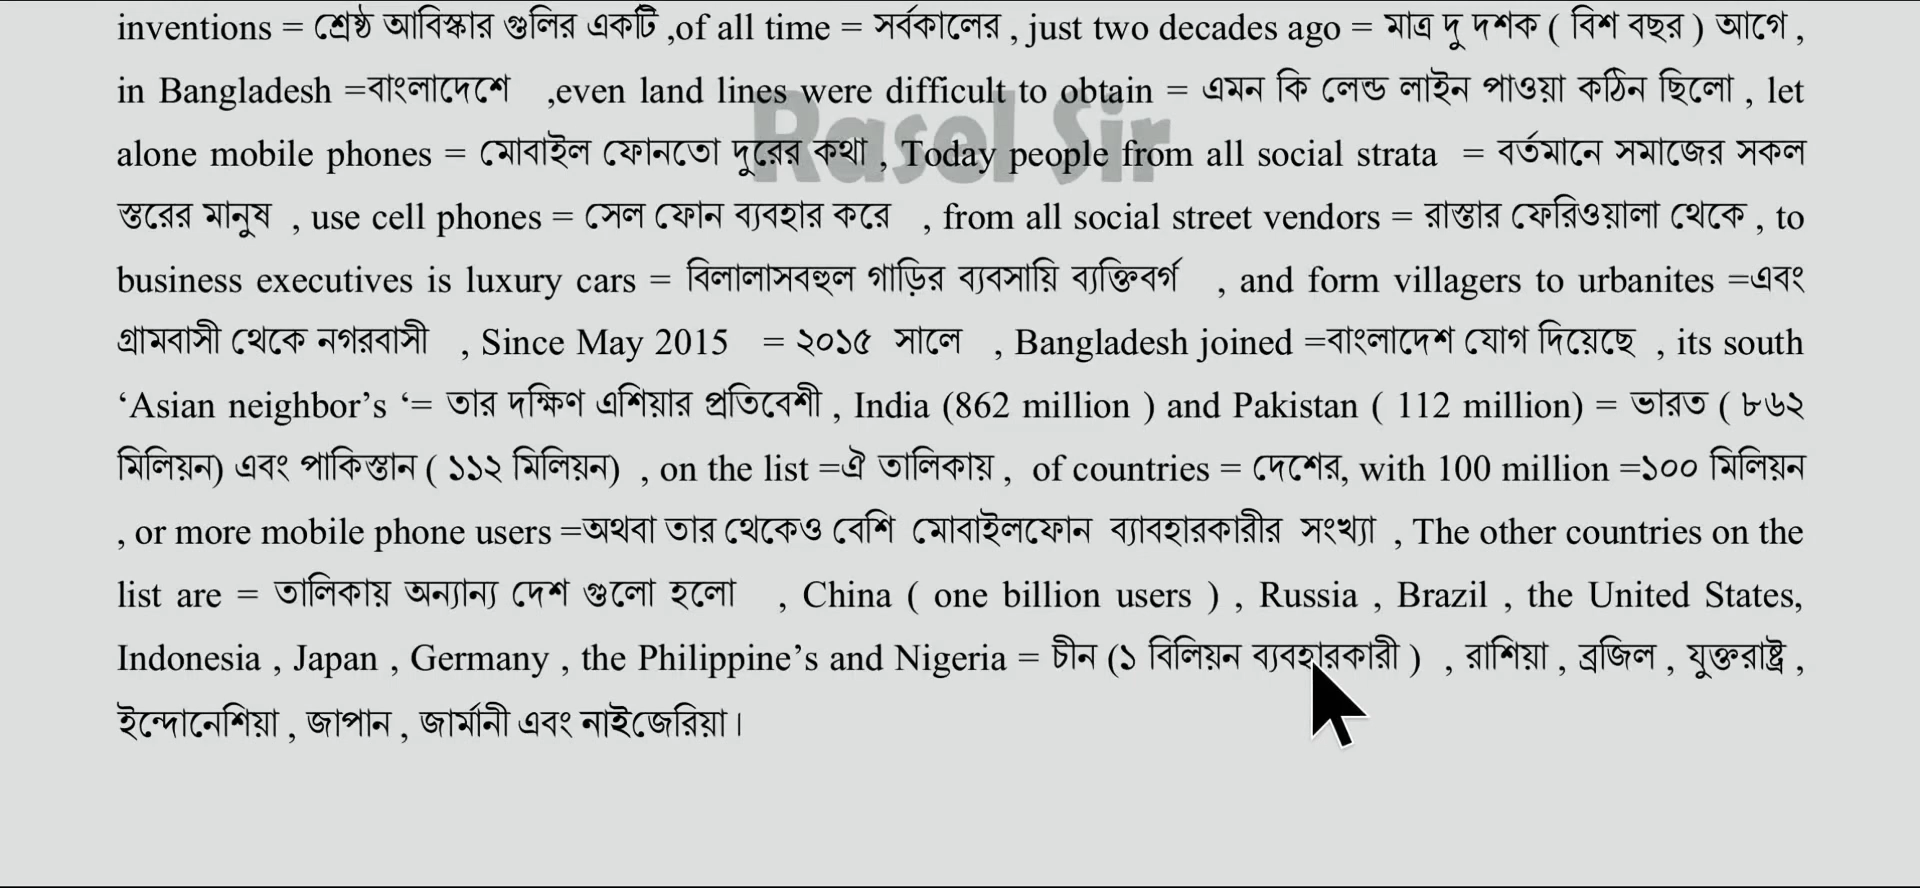 inventions = শ্রেষ্ঠ আবিস্কার গুলির একটি ,of all time = সর্বকালের , just two decades ago = মাত্র দু দশক ( বিশ বছর ) আগে ,
in Bangladesh =বাংলাদেশে ,even land lines were difficult to obtain = এমন কি লেন্ড লাইন পাওয়া কঠিন ছিলো , let
Rasel Sir
alone mobile phones = মোবাইল ফোনতো দুরের কথা , Today people from all social strata = বর্তমানে সমাজের সকল
স্তরের মানুষ , use cell phones = সেল ফোন ব্যবহার করে , from all social street vendors = রাস্তার ফেরিওয়ালা থেকে , to
business executives is luxury cars = বিলালাসবহুল গাড়ির ব্যবসায়ি ব্যক্তিবর্গ , and form villagers to urbanites =এবং
গ্রামবাসী থেকে নগরবাসী , Since May 2015 = ২০১৫ সালে , Bangladesh joined =বাংলাদেশ যোগ দিয়েছে , its south
‘Asian neighbor’s ‘= তার দক্ষিণ এশিয়ার প্রতিবেশী , India (862 million ) and Pakistan ( 112 million) = ভারত ( ৮৬২
মিলিয়ন) এবং পাকিস্তান ( ১১২ মিলিয়ন) , on the list =ঐ তালিকায় , of countries = দেশের, with 100 million =১০০ মিলিয়ন
, or more mobile phone users =অথবা তার থেকেও বেশি মোবাইলফোন ব্যাবহারকারীর সংখ্যা , The other countries on the
list are = তালিকায় অন্যান্য দেশ গুলো হলো , China ( one billion users ) , Russia , Brazil , the United States,
Indonesia , Japan , Germany , the Philippine’s and Nigeria = চীন (১ বিলিয়ন ব্যবহারকারী ) , রাশিয়া , ব্রজিল , যুক্তরাষ্ট্র ,
ইন্দোনেশিয়া , জাপান , জার্মানী এবং নাইজেরিয়া।